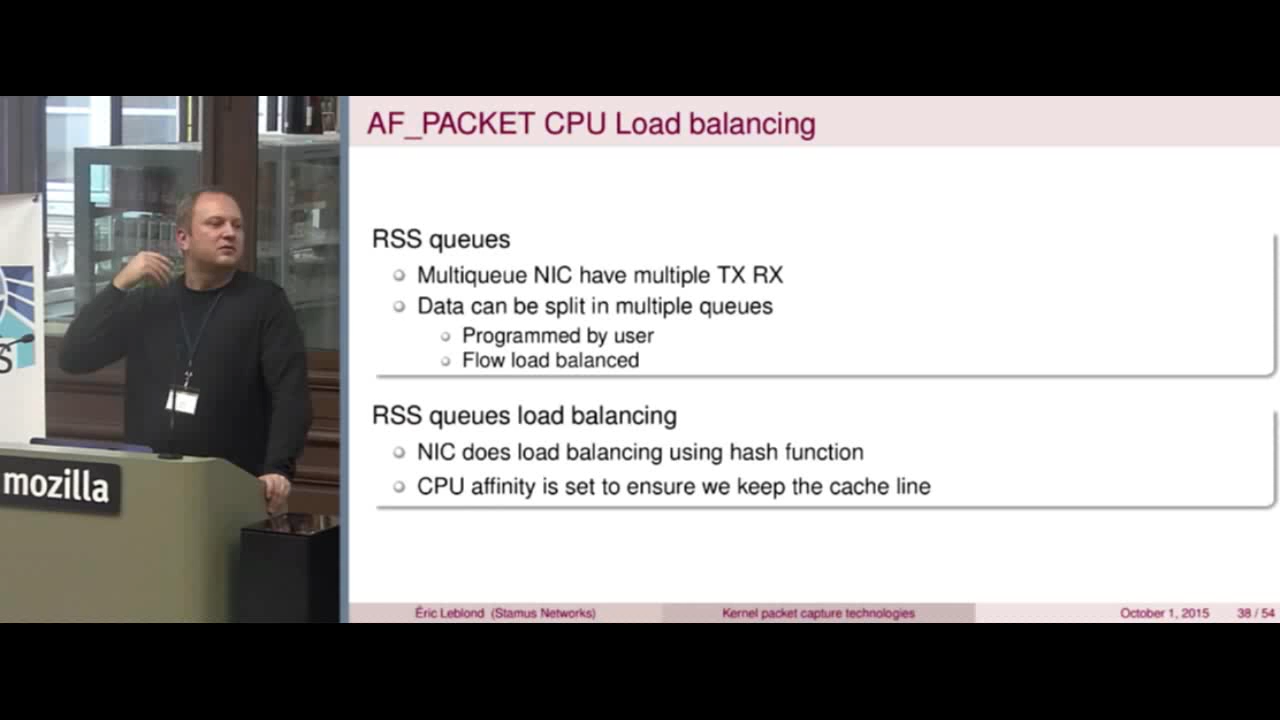 AF_PACKET CPU Load balancing
RSS queues
Multiqueue NIC have multiple TX RX
Data can be split in multiple queues
Programmed by user
Flow load balanced
RSS queues load balancing
NIC does load balancing using hash function
CPU affinity is set to ensure we keep the cache line
mozilla
Éric Leblond (Stamus Networks)
Kernel packet capture technologies
October 1, 2015
38 / 54